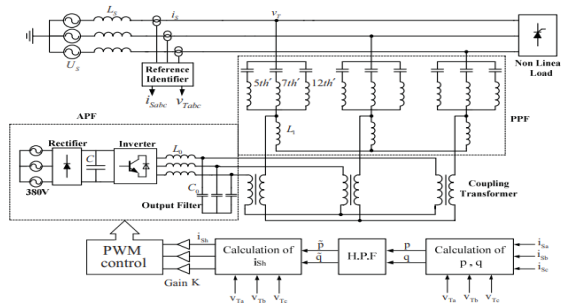 L_S
i_S
v_T
U_S
Reference
Identifier
i_Sabc
v_Tabc
Non Linea
Load
5th'
7th'
12th'
L_1
PPF
APF
Rectifier
C
Inverter
L_0
C_0
380V
Output Filter
Coupling
Transformer
PWM
control
i_Sh
Gain K
Calculation of
iSh
p̃
q̃
H.P.F
p
q
Calculation of
p , q
i_Sa
i_Sb
i_Sc
v_Ta v_Tb v_Tc
v_Ta v_Tb v_Tc